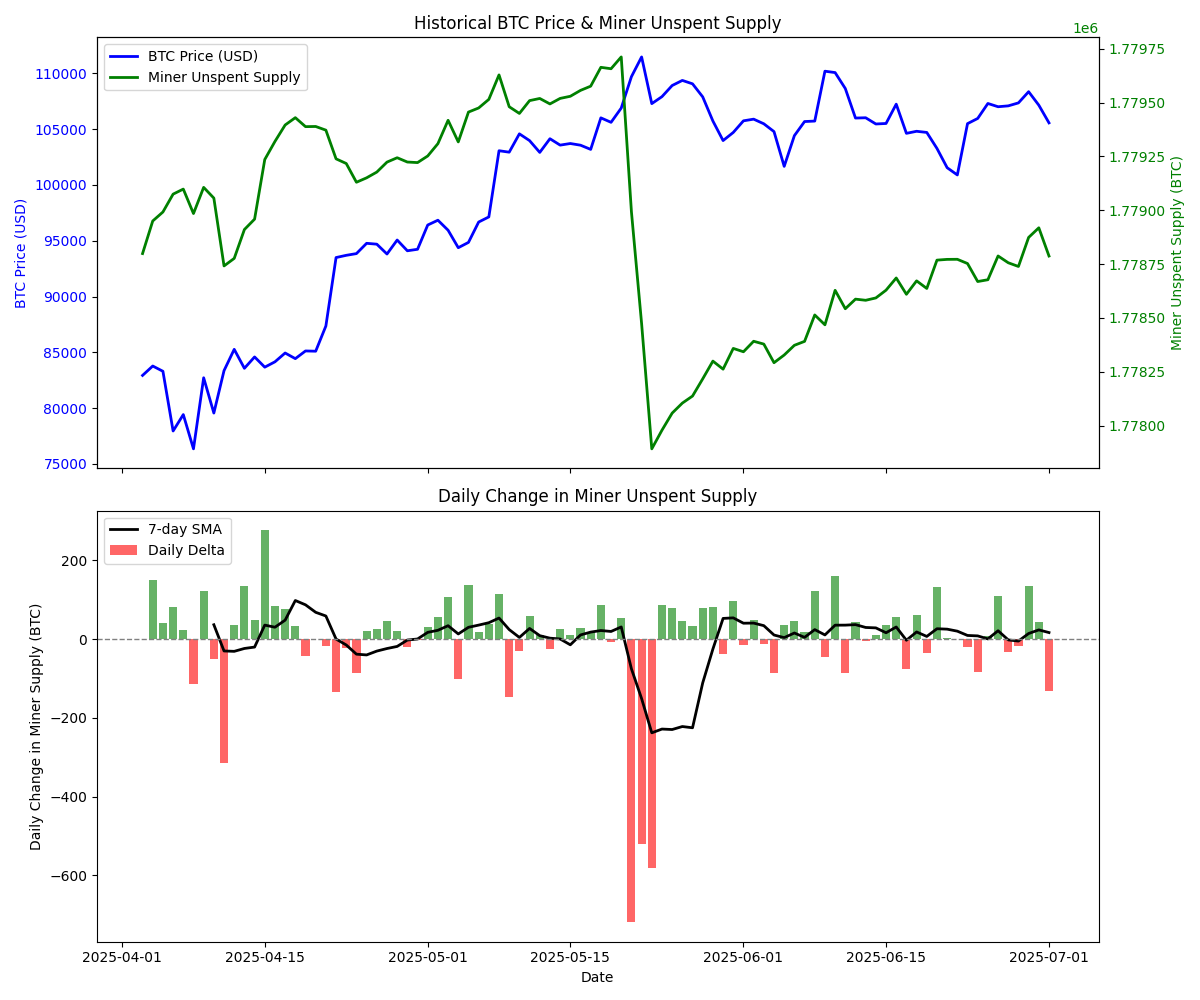 Historical BTC Price & Miner Unspent Supply
1e6
BTC Price (USD)
Miner Unspent Supply
110000
105000
100000
95000
90000
85000
80000
75000
BTC Price (USD)
1.77975
1.77950
1.77925
1.77900
1.77875
1.77850
1.77825
1.77800
Miner Unspent Supply (BTC)
Daily Change in Miner Unspent Supply
7-day SMA
Daily Delta
200
0
−200
−400
−600
Daily Change in Miner Supply (BTC)
2025-04-01
2025-04-15
2025-05-01
2025-05-15
2025-06-01
2025-06-15
2025-07-01
Date